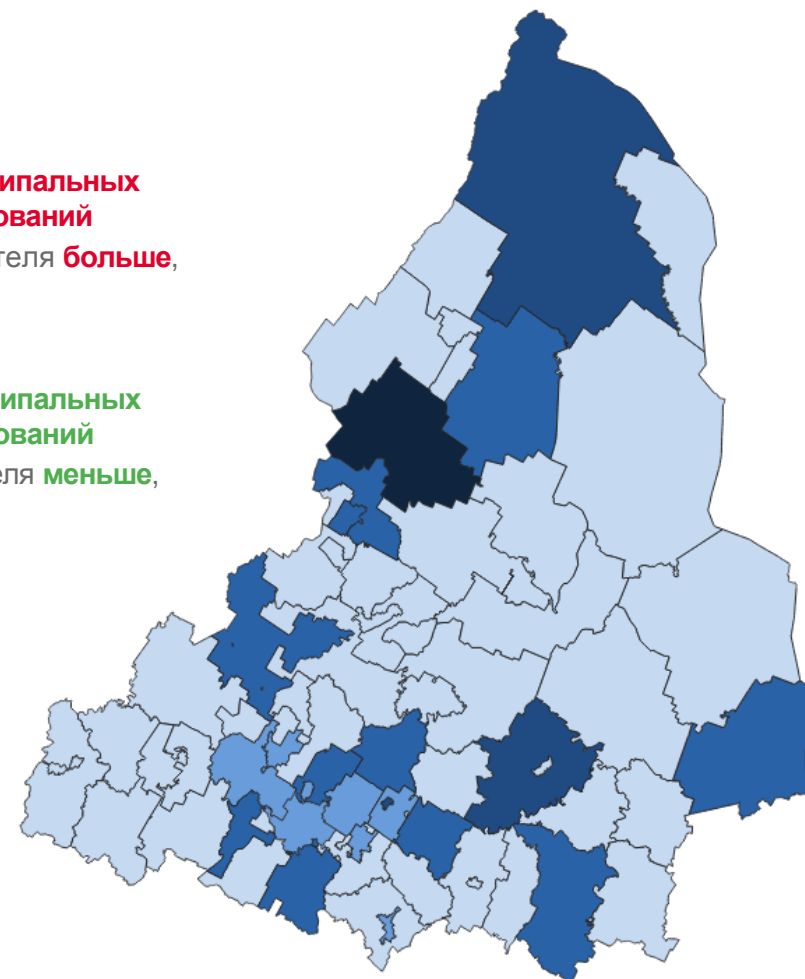 ипальных
ований
теля больше,
ипальных
ований
еля меньше,